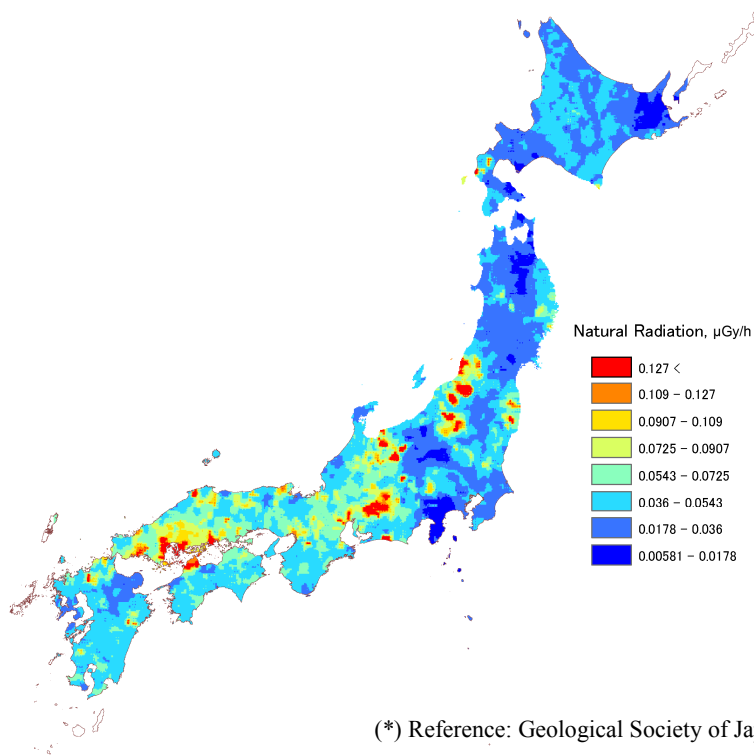 Natural Radiation, μGy/h
0.127 <
0.109 – 0.127
0.0907 – 0.109
0.0725 – 0.0907
0.0543 – 0.0725
0.036 – 0.0543
0.0178 – 0.036
0.00581 – 0.0178
(*) Reference: Geological Society of Ja